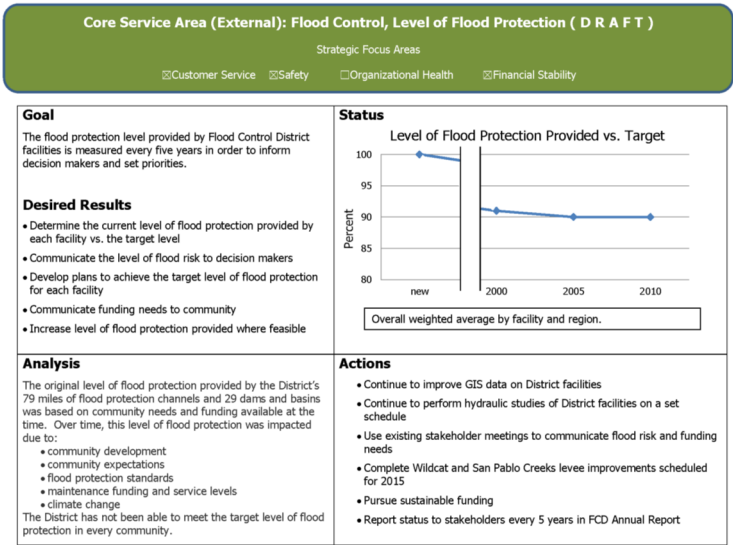 Core Service Area (External): Flood Control, Level of Flood Protection ( D R A F T )
Strategic Focus Areas
☒Customer Service ☒Safety ☐Organizational Health ☒Financial Stability
Goal
The flood protection level provided by Flood Control District
facilities is measured every five years in order to inform
decision makers and set priorities.
Desired Results
• Determine the current level of flood protection provided by
each facility vs. the target level
• Communicate the level of flood risk to decision makers
• Develop plans to achieve the target level of flood protection
for each facility
• Communicate funding needs to community
• Increase level of flood protection provided where feasible
Status
Level of Flood Protection Provided vs. Target
Percent
100
95
90
85
80
new 2000 2005 2010
Overall weighted average by facility and region.
Analysis
The original level of flood protection provided by the District's
79 miles of flood protection channels and 29 dams and basins
was based on community needs and funding available at the
time. Over time, this level of flood protection was impacted
due to:
• community development
• community expectations
• flood protection standards
• maintenance funding and service levels
• climate change
The District has not been able to meet the target level of flood
protection in every community.
Actions
• Continue to improve GIS data on District facilities
• Continue to perform hydraulic studies of District facilities on a set
schedule
• Use existing stakeholder meetings to communicate flood risk and funding
needs
• Complete Wildcat and San Pablo Creeks levee improvements scheduled
for 2015
• Pursue sustainable funding
• Report status to stakeholders every 5 years in FCD Annual Report